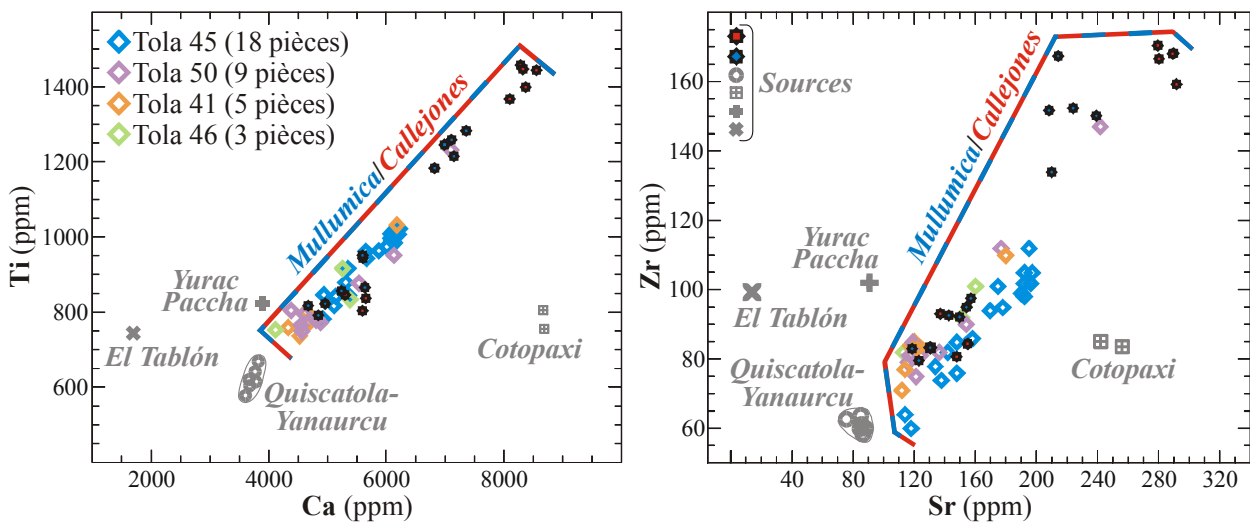 Tola 45 (18 pièces)
Tola 50 (9 pièces)
Tola 41 (5 pièces)
Tola 46 (3 pièces)
Mullumica/Callejones
Yurac
Paccha
El Tablón
Quiscatola-
Yanaurcu
Cotopaxi
1400
1200
1000
800
600
Ti (ppm)
2000
4000
6000
8000
Ca (ppm)
Sources
Mullumica/Callejones
Yurac
Paccha
El Tablón
Quiscatola-
Yanaurcu
Cotopaxi
160
140
120
100
80
60
Zr (ppm)
40
80
120
160
200
240
280
320
Sr (ppm)